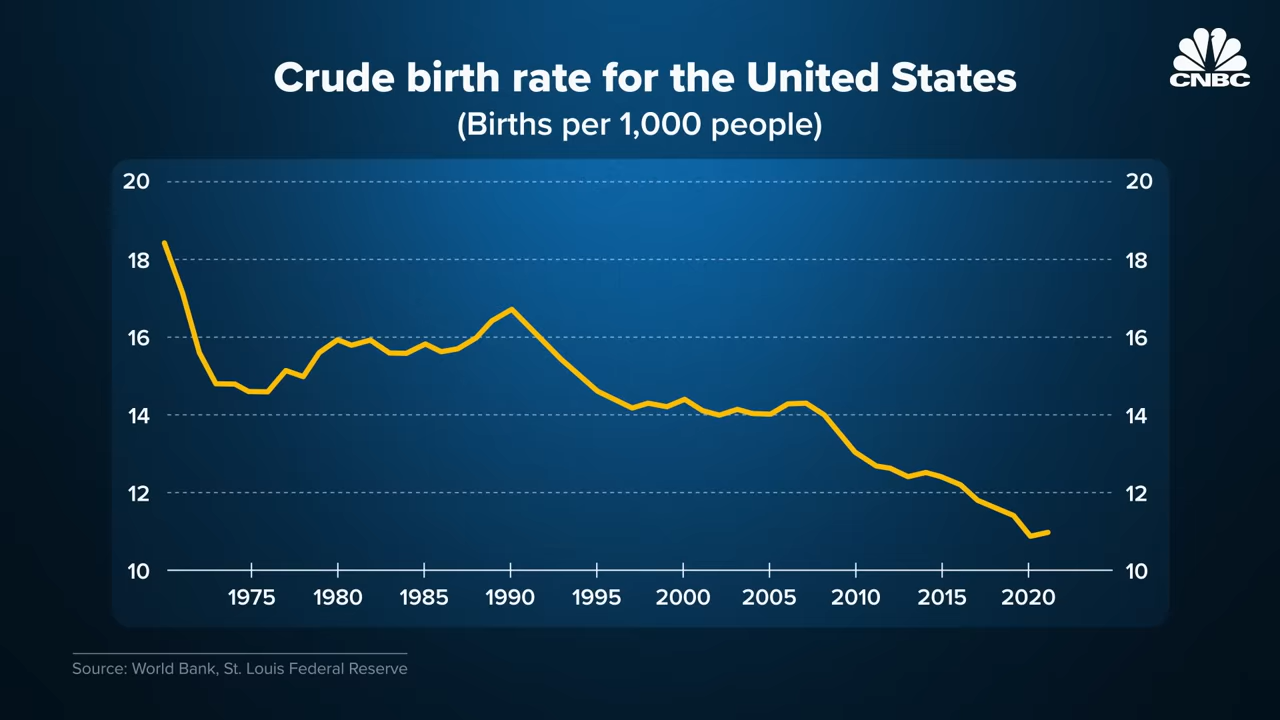 CNBC
Crude birth rate for the United States
(Births per 1,000 people)
20 20
18 18
16 16
14 14
12 12
10 10
1975 1980 1985 1990 1995 2000 2005 2010 2015 2020
Source: World Bank, St. Louis Federal Reserve